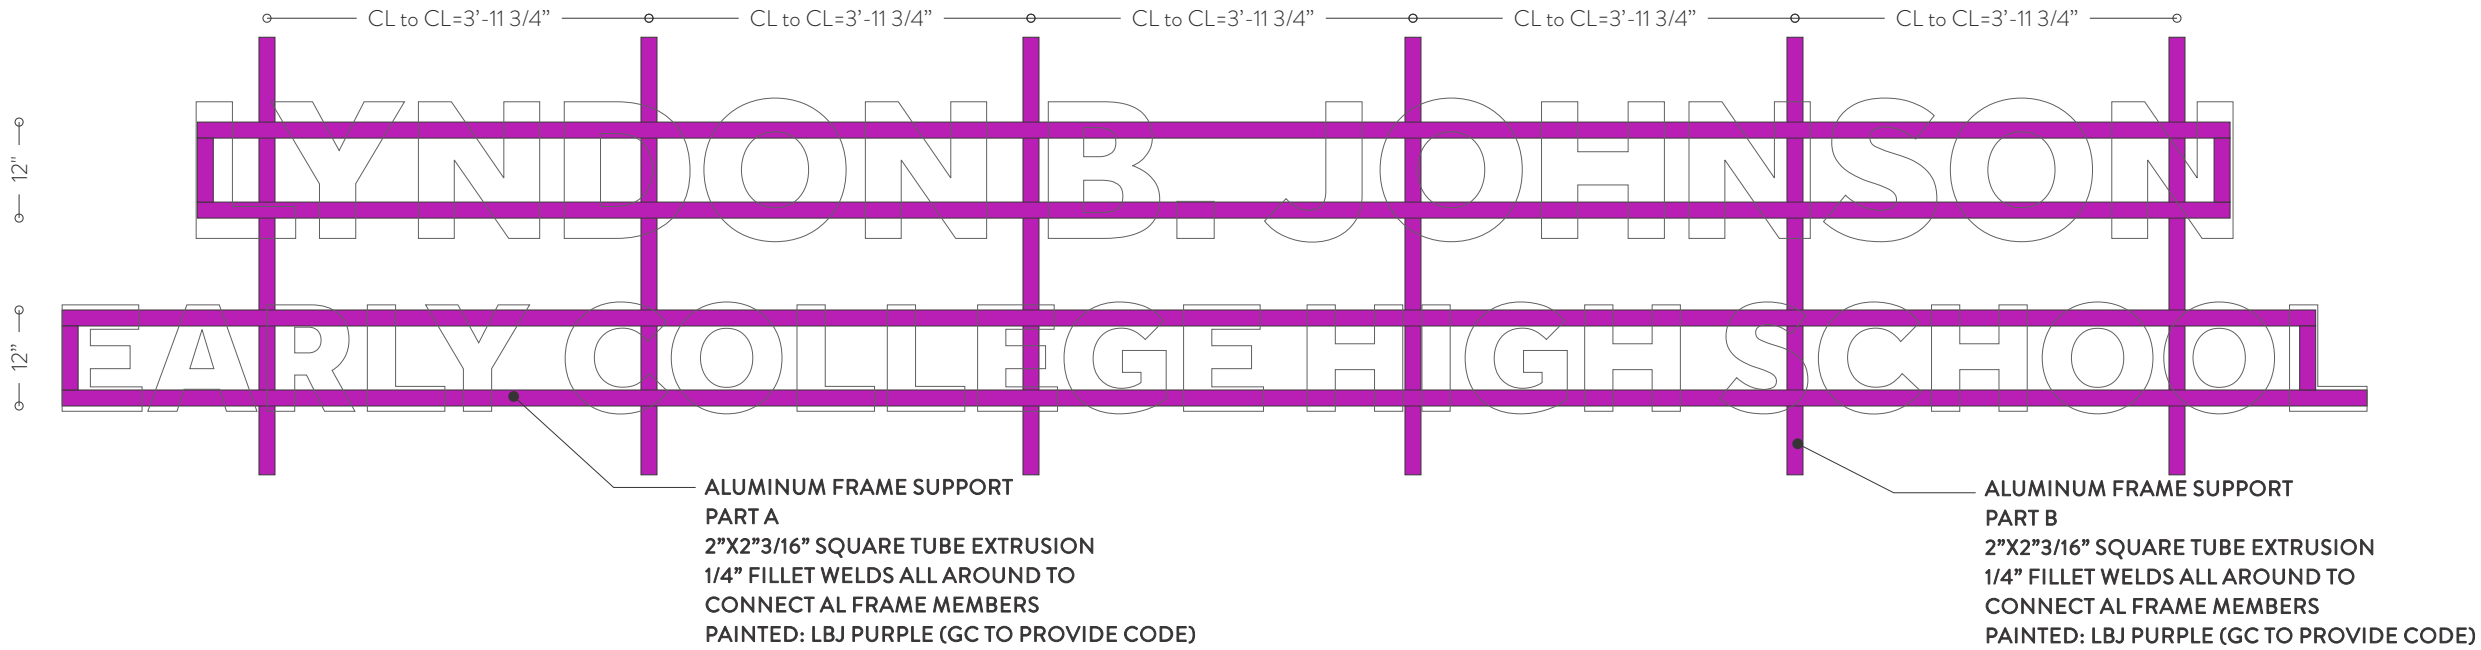 CL to CL=3’-11 3/4” CL to CL=3’-11 3/4” CL to CL=3’-11 3/4” CL to CL=3’-11 3/4” CL to CL=3’-11 3/4”
12”
LYNDON B. JOHNSON
12”
EARLY COLLEGE HIGH SCHOOL
ALUMINUM FRAME SUPPORT
PART A
2”X2”3/16” SQUARE TUBE EXTRUSION
1/4” FILLET WELDS ALL AROUND TO
CONNECT AL FRAME MEMBERS
PAINTED: LBJ PURPLE (GC TO PROVIDE CODE)
ALUMINUM FRAME SUPPORT
PART B
2”X2”3/16” SQUARE TUBE EXTRUSION
1/4” FILLET WELDS ALL AROUND TO
CONNECT AL FRAME MEMBERS
PAINTED: LBJ PURPLE (GC TO PROVIDE CODE)